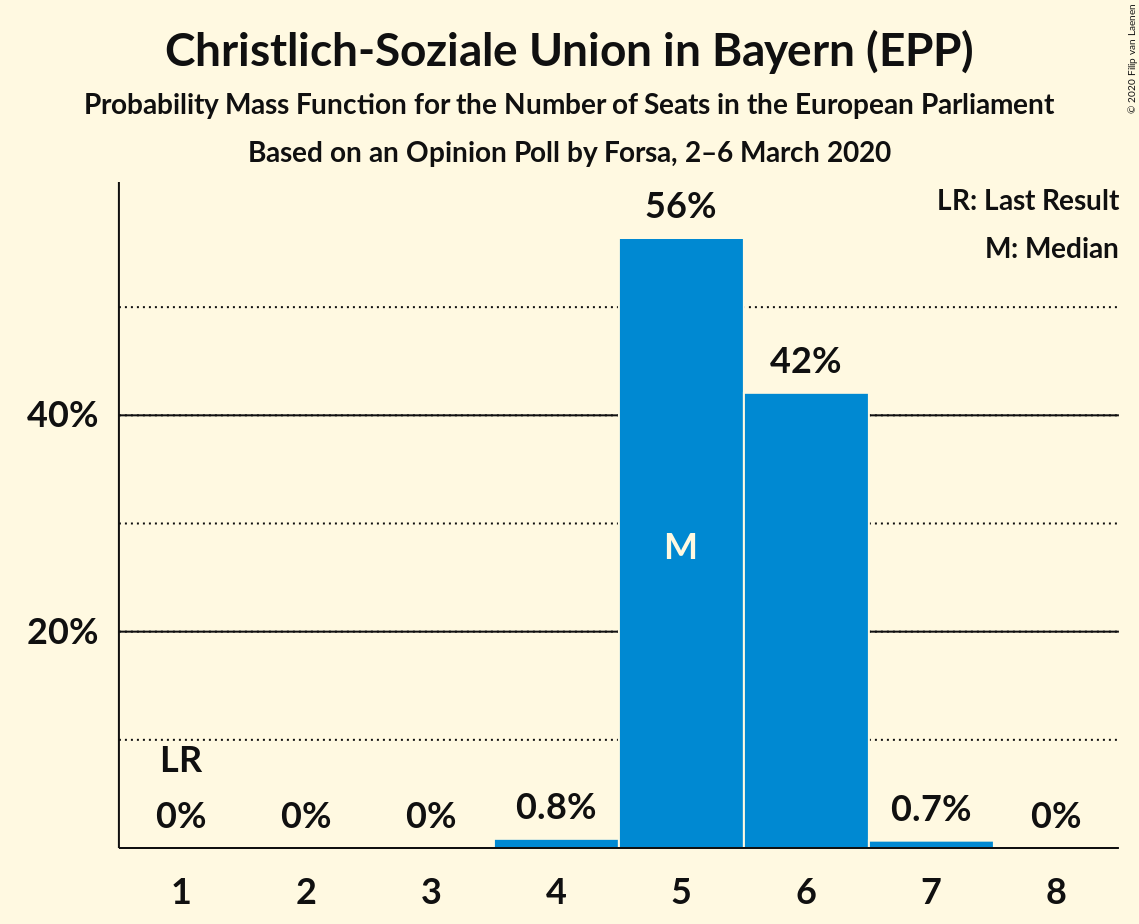 Christlich-Soziale Union in Bayern (EPP)
Probability Mass Function for the Number of Seats in the European Parliament
Based on an Opinion Poll by Forsa, 2–6 March 2020
© 2020 Filip van Laenen
LR: Last Result
M: Median
56%
42%
40%
M
20%
LR
0% 0% 0% 0.8% 0.7% 0%
1 2 3 4 5 6 7 8